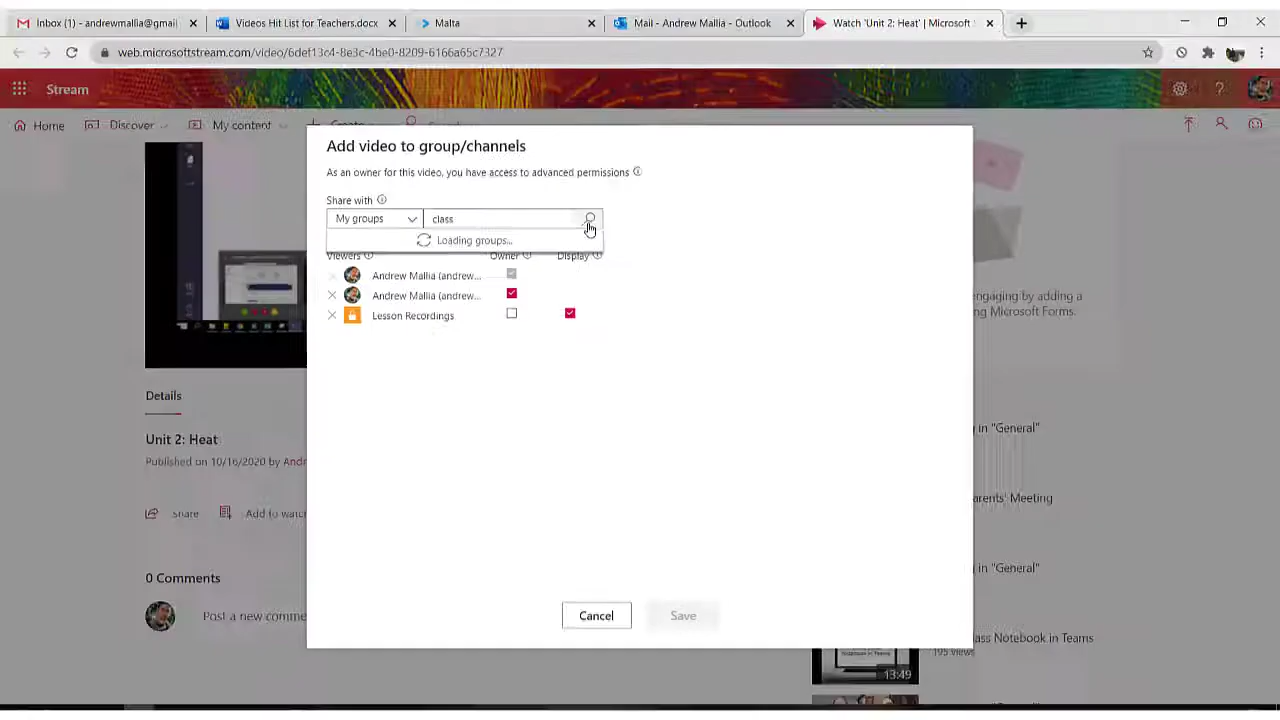 Inbox (1) - andrewmallia@gmail
Videos Hit List for Teachers.docx
Malta
Mail - Andrew Mallia - Outlook
Watch 'Unit 2: Heat' | Microsoft
web.microsoftstream.com/video/6def13c4-8e3c-4be0-8209-6166a65c7327
Stream
Home
Discover
My content
Create
Add video to group/channels
As an owner for this video, you have access to advanced permissions
Share with
My groups
class
Loading groups...
Viewers
Owner
Display
Andrew Mallia (andrew...
Andrew Mallia (andrew...
Lesson Recordings
engaging by adding a
ng Microsoft Forms.
Details
Unit 2: Heat
Published on 10/16/2020 by Andr
g in "General"
Share
Add to watch
arents' Meeting
g in "General"
0 Comments
Post a new comme
Cancel
Save
ass Notebook in Teams
195 views
13:49
g in "General"